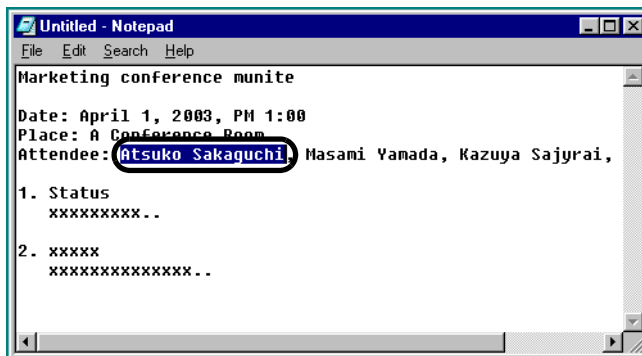 Untitled - Notepad
File Edit Search Help
Marketing conference munite
Date: April 1, 2003, PM 1:00
Place: A Conference Room
Attendee: Atsuko Sakaguchi, Masami Yamada, Kazuya Sajyrai,
1. Status
xxxxxxxxx..
2. xxxxx
xxxxxxxxxxxxxx..